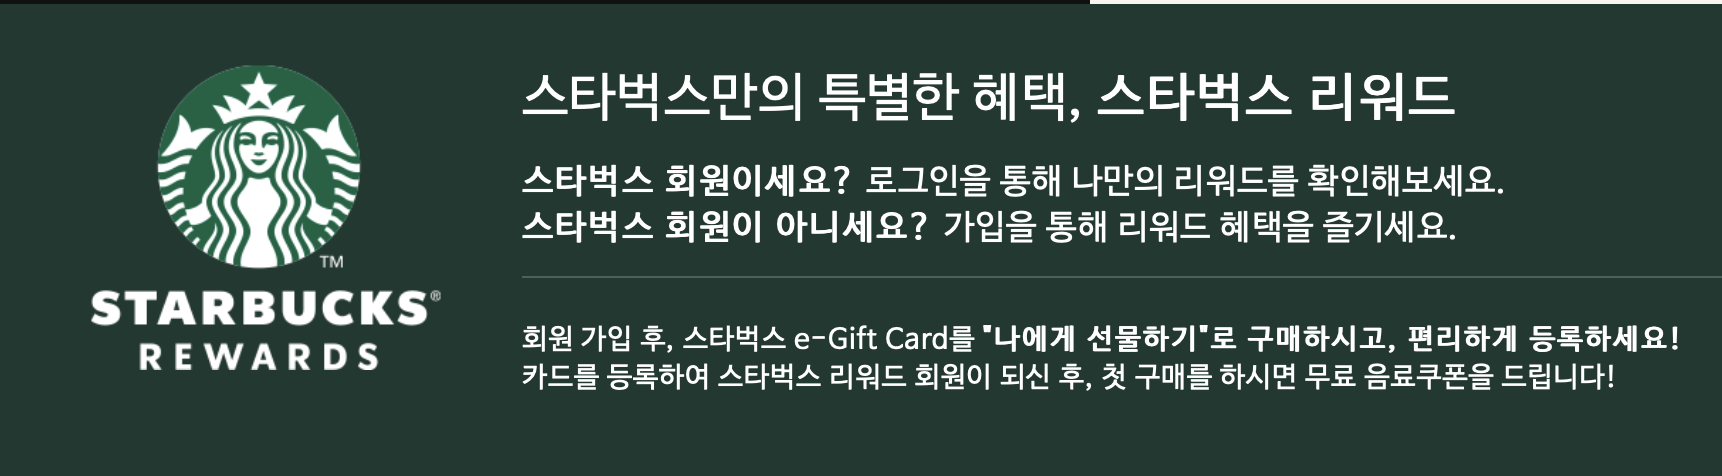 스타벅스만의 특별한 혜택, 스타벅스 리워드
스타벅스 회원이세요? 로그인을 통해 나만의 리워드를 확인해보세요.
스타벅스 회원이 아니세요? 가입을 통해 리워드 혜택을 즐기세요.
TM
STARBUCKS®
REWARDS
회원 가입 후, 스타벅스 e-Gift Card를 "나에게 선물하기"로 구매하시고, 편리하게 등록하세요!
카드를 등록하여 스타벅스 리워드 회원이 되신 후, 첫 구매를 하시면 무료 음료쿠폰을 드립니다!